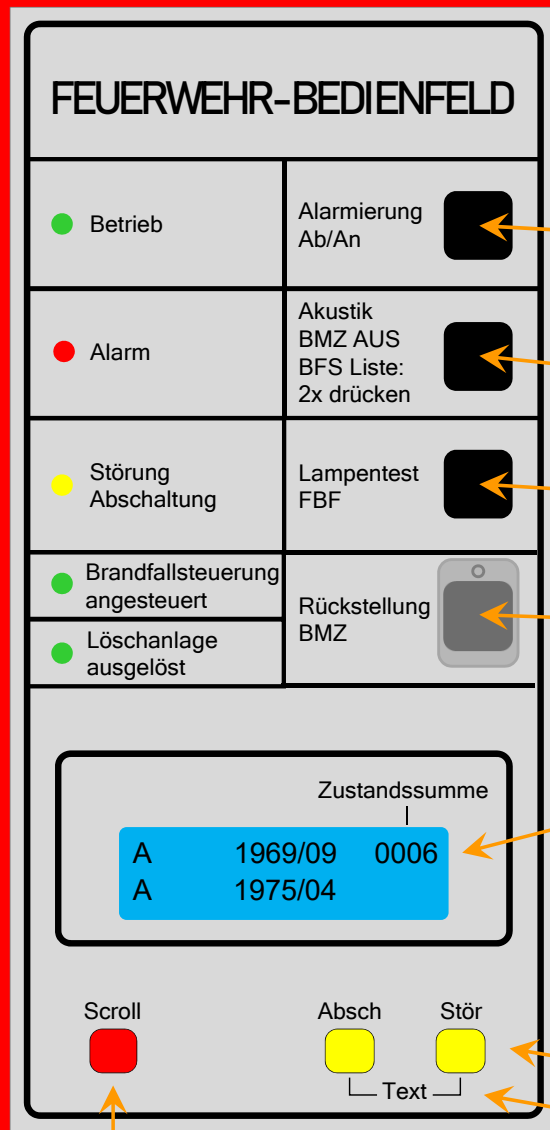 FEUERWEHR-BEDIENFELD
Betrieb
Alarmierung
Ab/An
Alarm
Akustik
BMZ AUS
BFS Liste:
2x drücken
Störung
Abschaltung
Lampentest
FBF
Brandfallsteuerung
angesteuert
Löschanlage
ausgelöst
Rückstellung
BMZ
Zustandssumme
A 1969/09 0006
A 1975/04
Scroll
Absch
Stör
Text